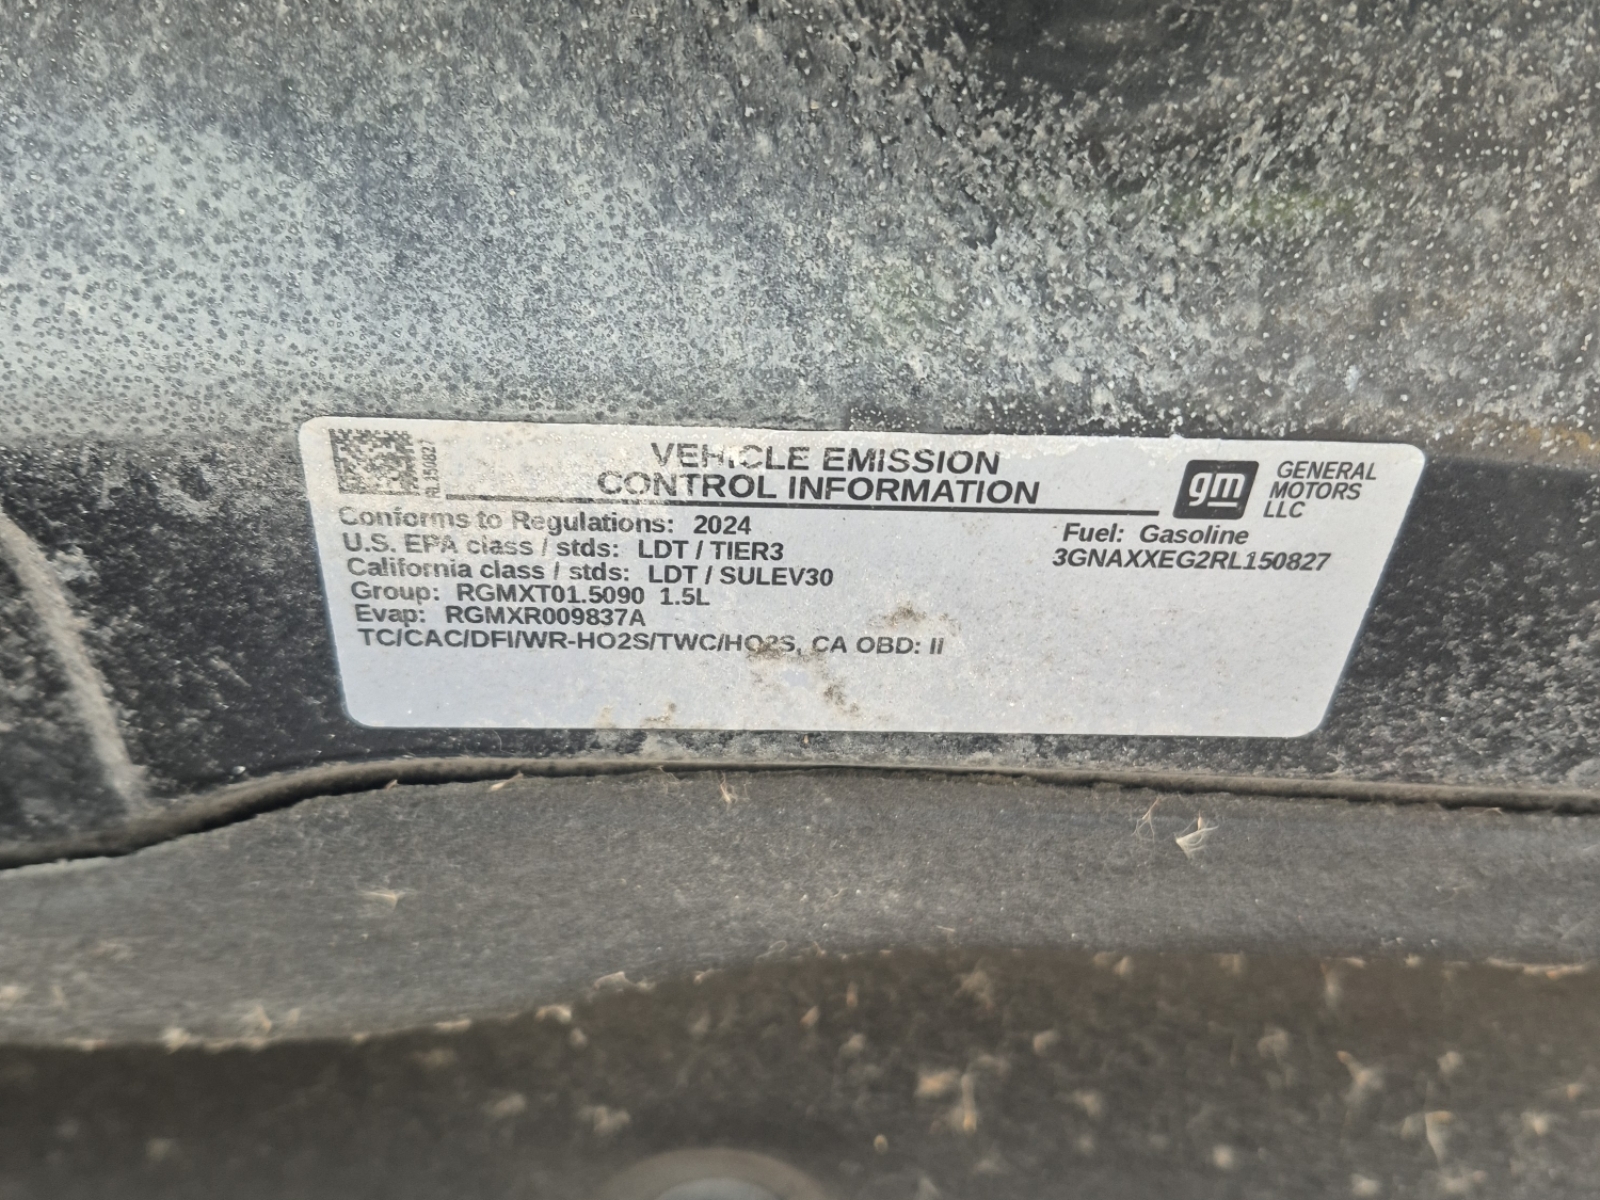 RL150827
VEHICLE EMISSION
CONTROL INFORMATION
gm
GENERAL
MOTORS
LLC
Conforms to Regulations: 2024
Fuel: Gasoline
U.S. EPA class / stds: LDT / TIER3
3GNAXXEG2RL150827
California class / stds: LDT / SULEV30
Group: RGMXT01.5090 1.5L
Evap: RGMXR009837A
TC/CAC/DFI/WR-HO2S/TWC/HO2S, CA OBD: II